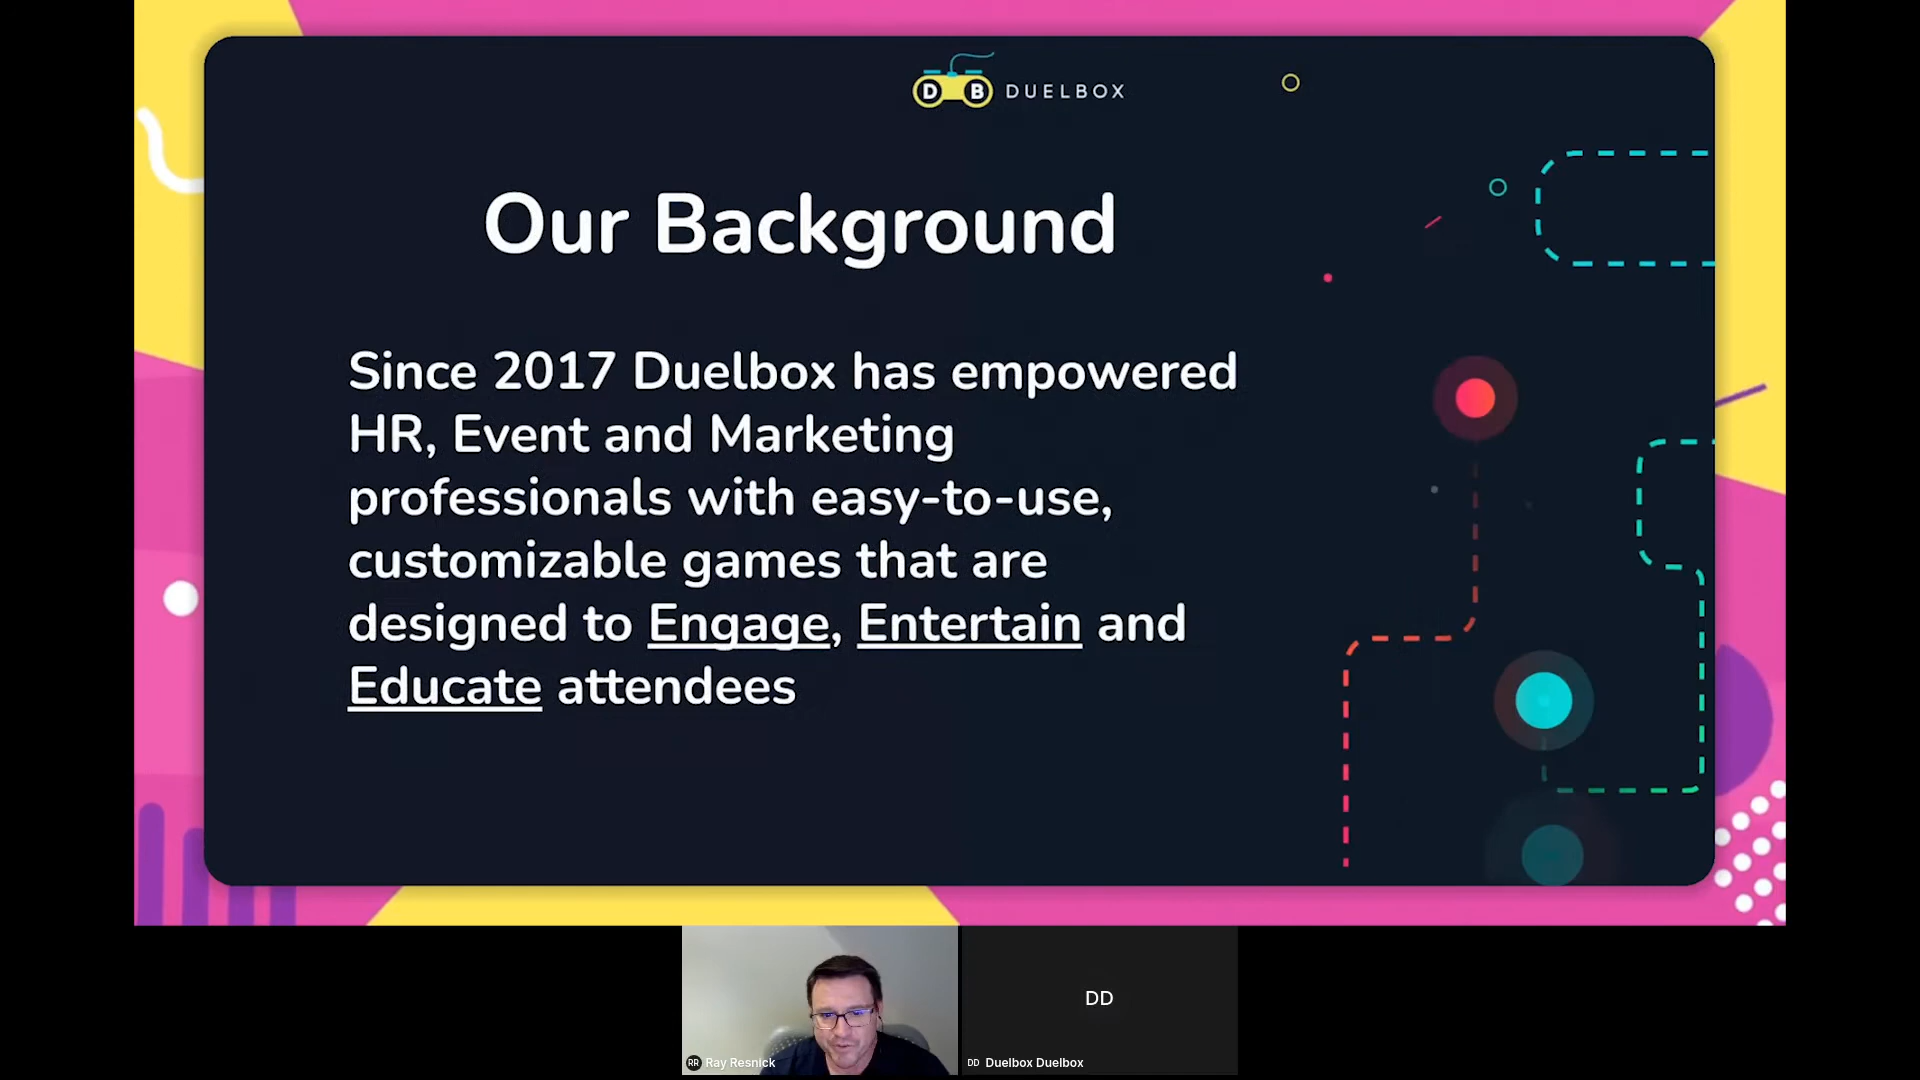 D B DUELBOX
Our Background
Since 2017 Duelbox has empowered
HR, Event and Marketing
professionals with easy-to-use,
customizable games that are
designed to Engage, Entertain and
Educate attendees
DD
RR Ray Resnick
DD Duelbox Duelbox